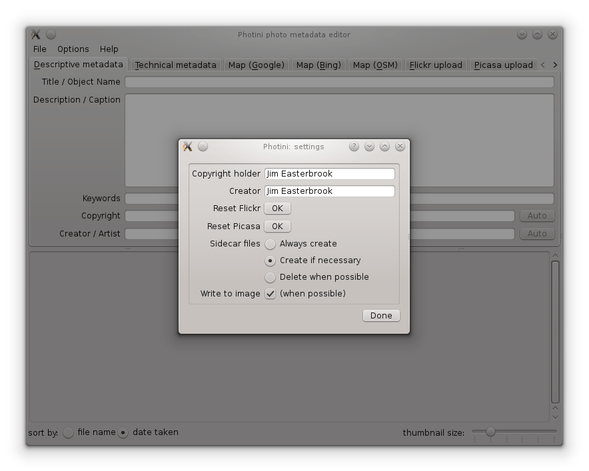 Photini photo metadata editor
File Options Help
Descriptive metadata Technical metadata Map (Google) Map (Bing) Map (OSM) Flickr upload Picasa upload
Title / Object Name
Description / Caption
Photini: settings
Copyright holder Jim Easterbrook
Creator Jim Easterbrook
Reset Flickr OK
Reset Picasa OK
Sidecar files Always create
Create if necessary
Delete when possible
Write to image (when possible)
Done
Keywords
Copyright Auto
Creator / Artist Auto
sort by: file name date taken thumbnail size: